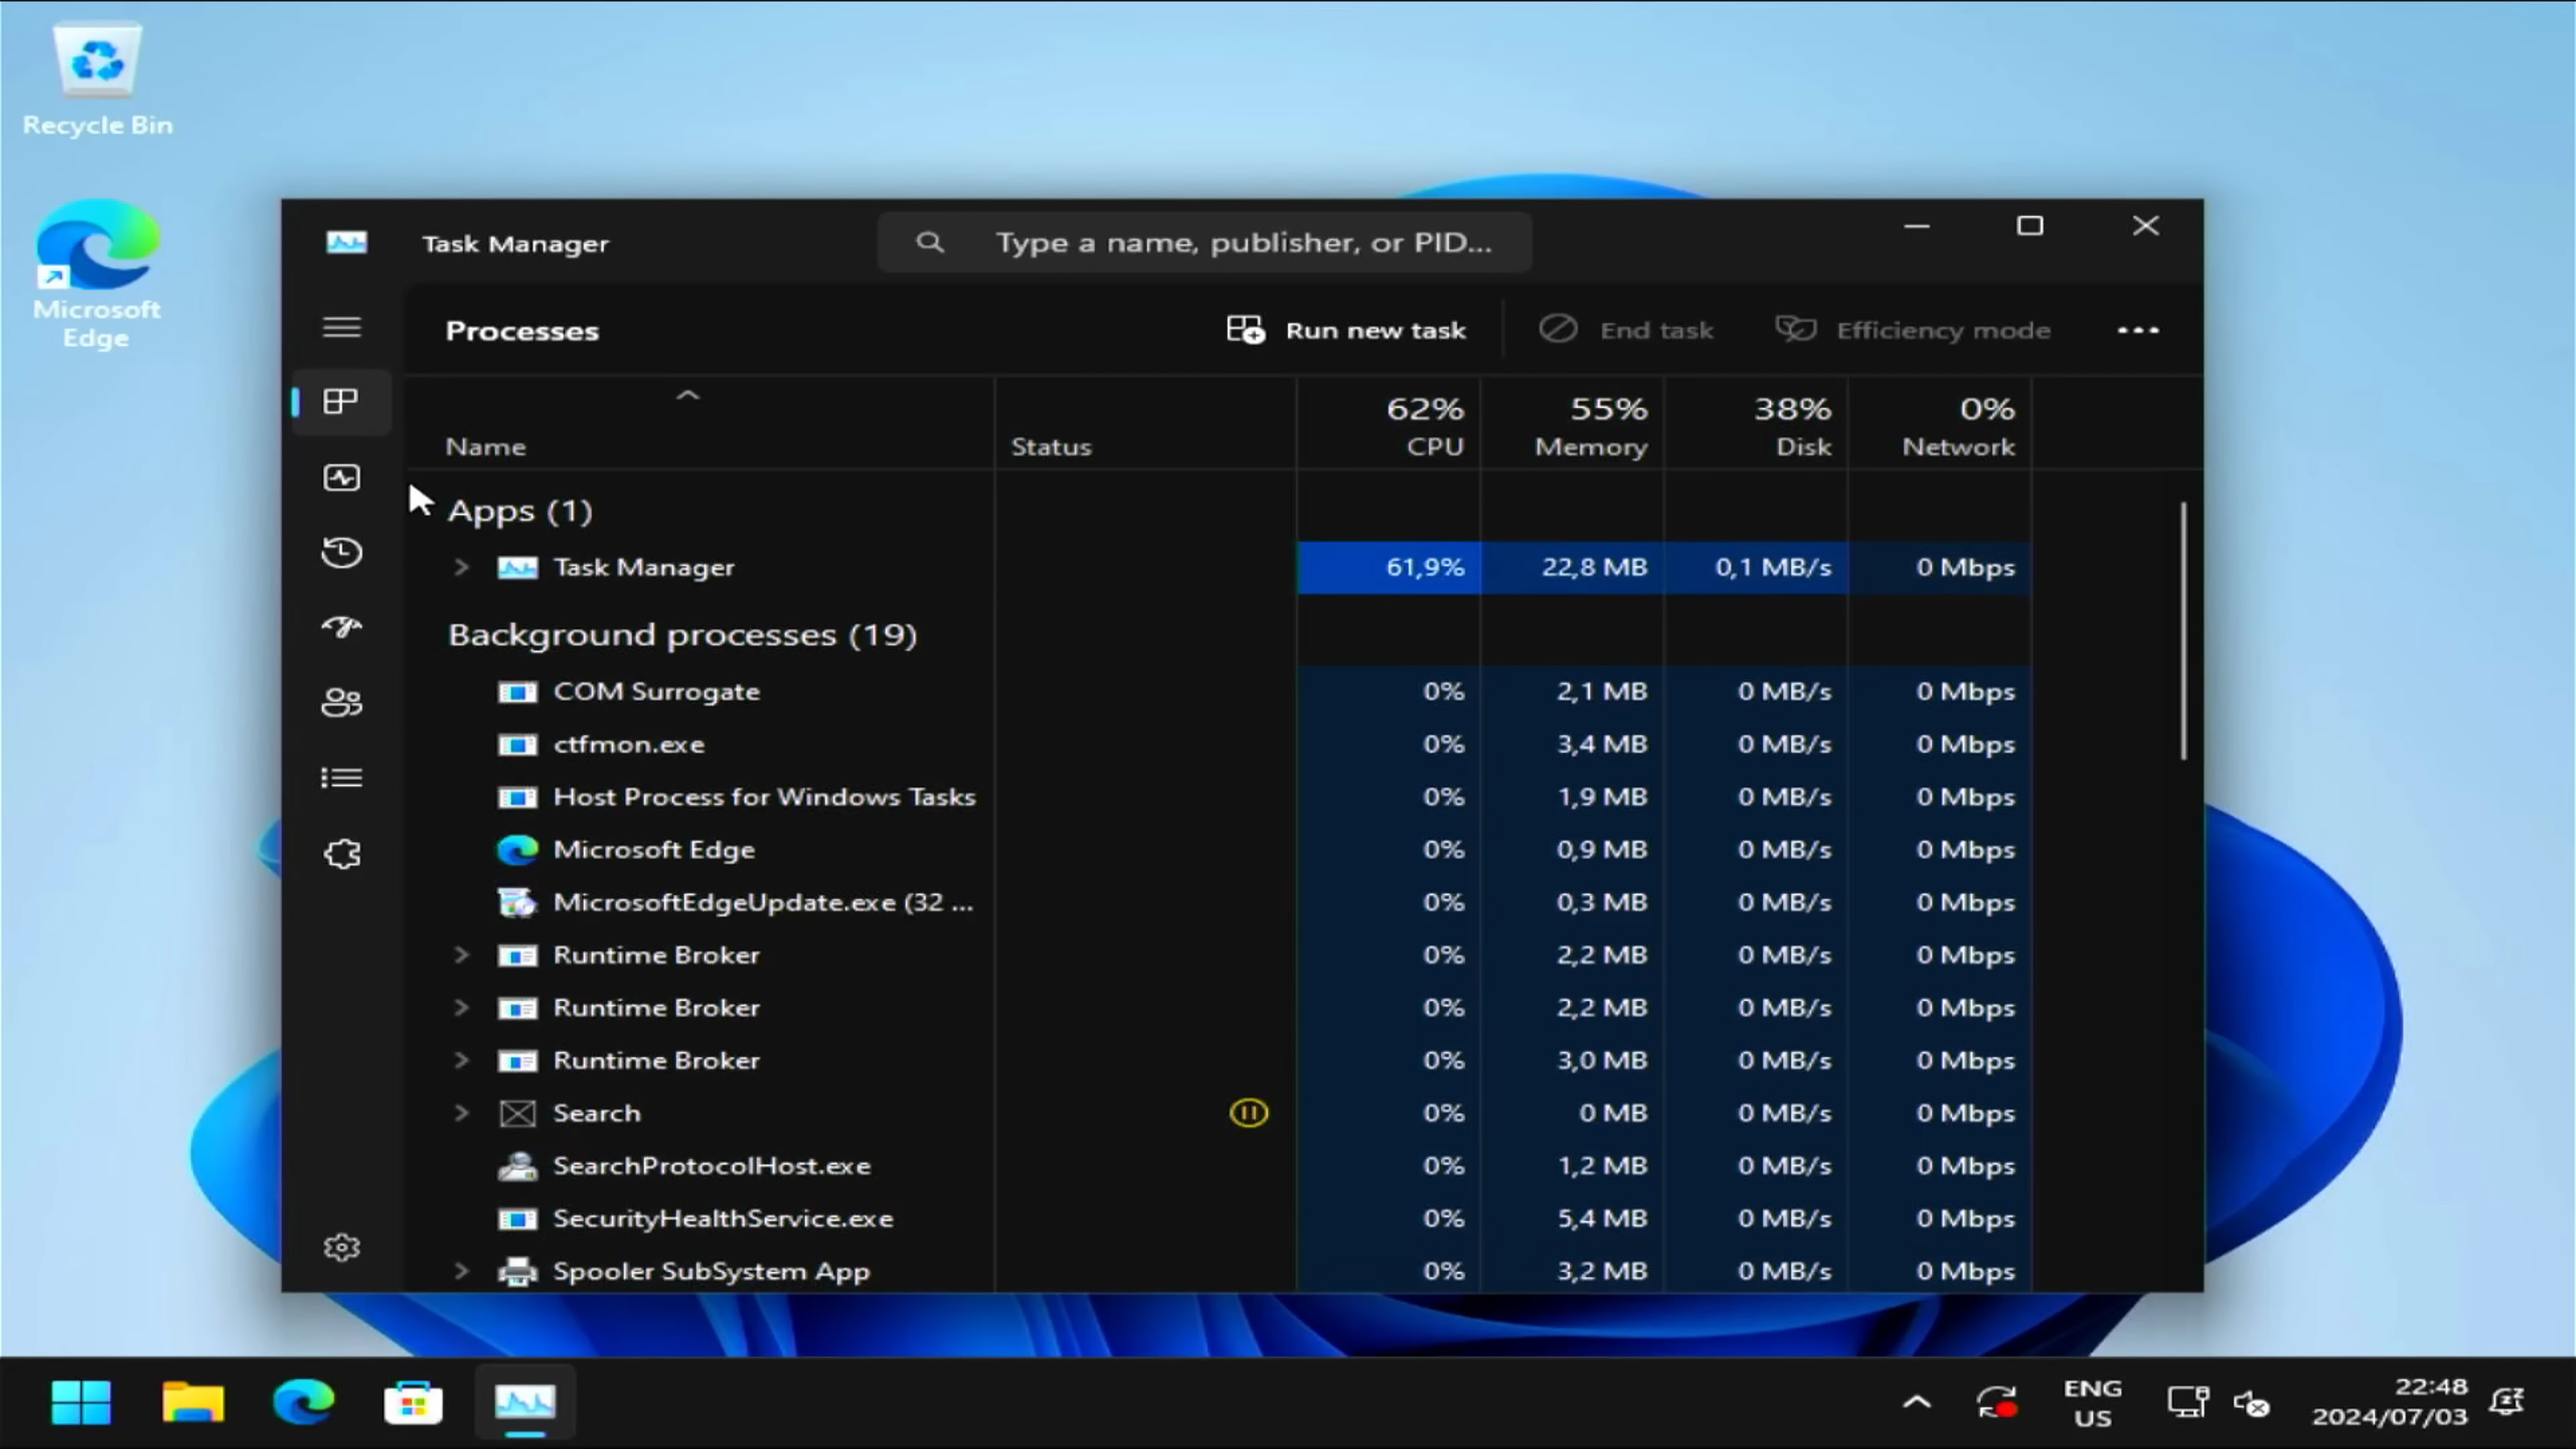 Recycle Bin
Microsoft
Edge
Task Manager
Type a name, publisher, or PID...
Processes
Run new task
End task
Efficiency mode
62% 55% 38% 0%
Name Status CPU Memory Disk Network
Apps (1)
Task Manager 61,9% 22,8 MB 0,1 MB/s 0 Mbps
Background processes (19)
COM Surrogate 0% 2,1 MB 0 MB/s 0 Mbps
ctfmon.exe 0% 3,4 MB 0 MB/s 0 Mbps
Host Process for Windows Tasks 0% 1,9 MB 0 MB/s 0 Mbps
Microsoft Edge 0% 0,9 MB 0 MB/s 0 Mbps
MicrosoftEdgeUpdate.exe (32 ... 0% 0,3 MB 0 MB/s 0 Mbps
Runtime Broker 0% 2,2 MB 0 MB/s 0 Mbps
Runtime Broker 0% 2,2 MB 0 MB/s 0 Mbps
Runtime Broker 0% 3,0 MB 0 MB/s 0 Mbps
Search 0% 0 MB 0 MB/s 0 Mbps
SearchProtocolHost.exe 0% 1,2 MB 0 MB/s 0 Mbps
SecurityHealthService.exe 0% 5,4 MB 0 MB/s 0 Mbps
Spooler SubSystem App 0% 3,2 MB 0 MB/s 0 Mbps
ENG
US
22:48
2024/07/03